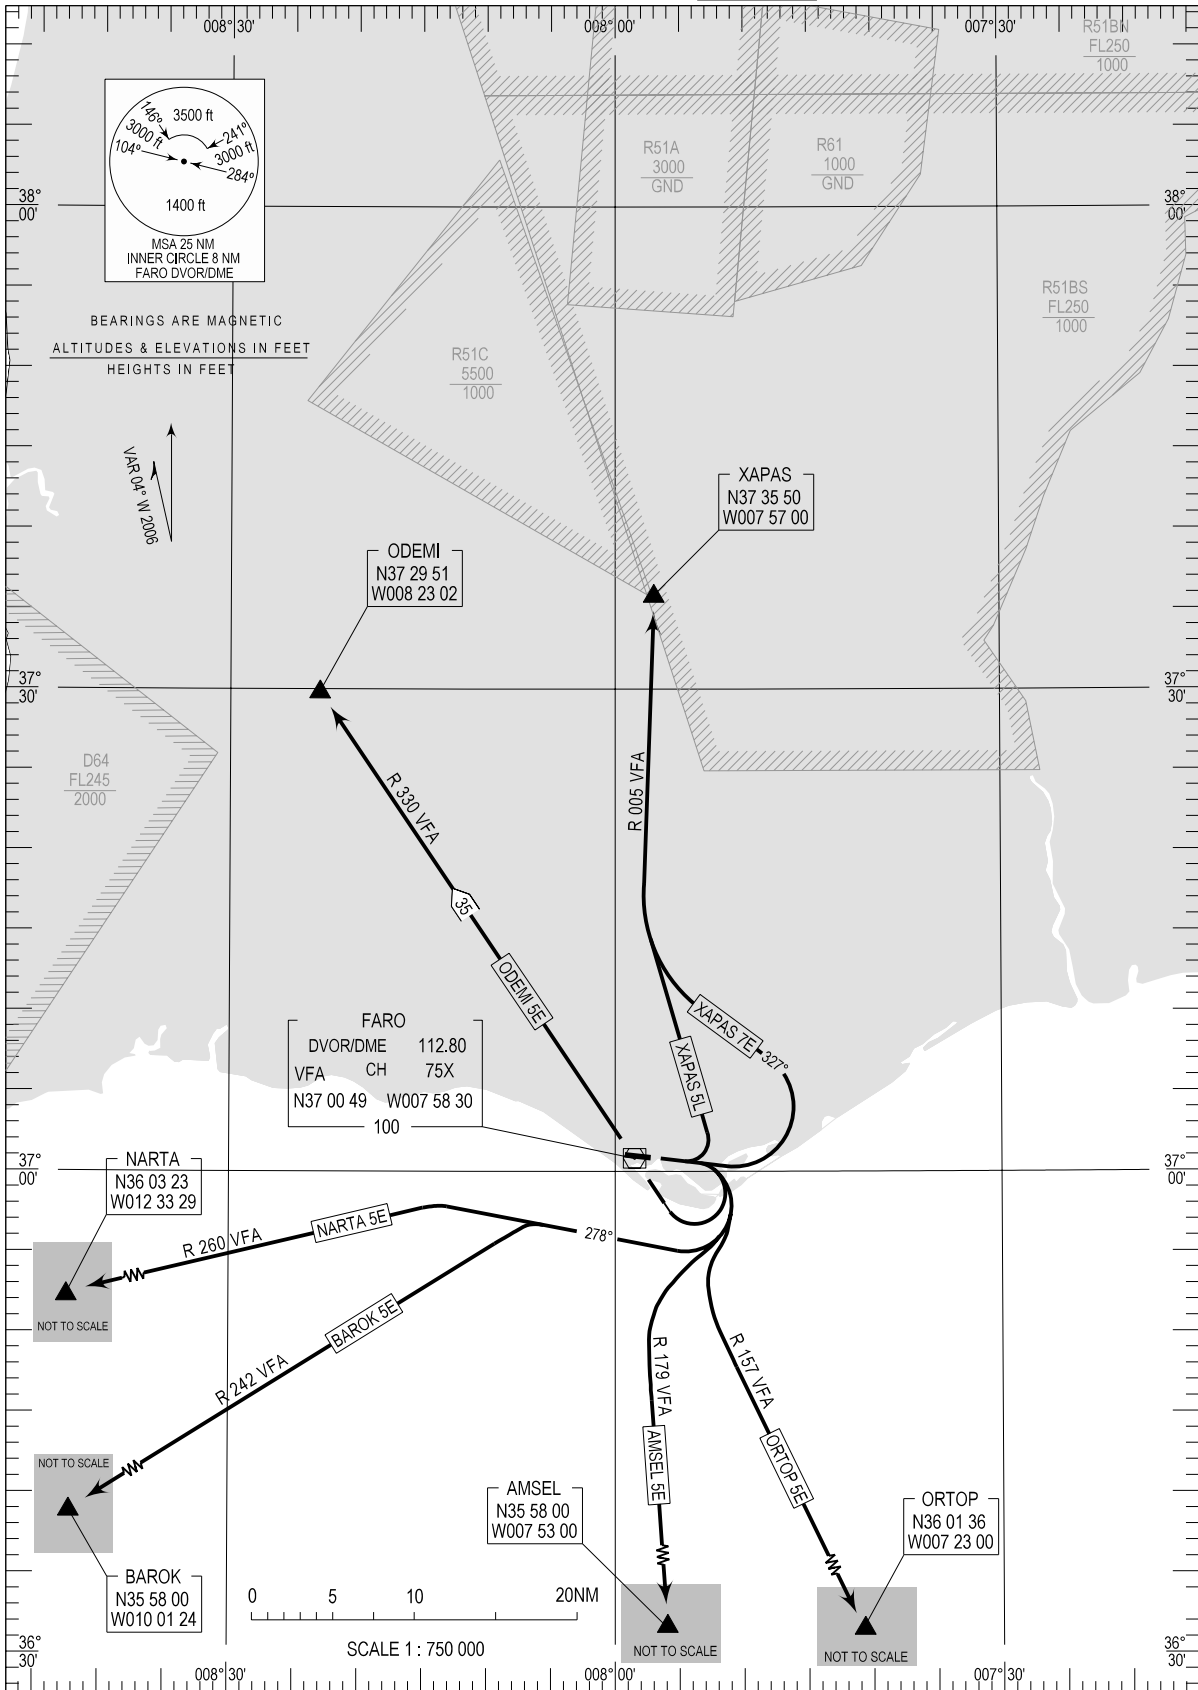 008°30'
008°00'
007°30'
R51BN
FL250
1000
146°
3500 ft
241°
3000 ft
3000 ft
104°
284°
1400 ft
MSA 25 NM
INNER CIRCLE 8 NM
FARO DVOR/DME
R51A
3000
GND
R61
1000
GND
38°
00'
38°
00'
R51BS
FL250
1000
BEARINGS ARE MAGNETIC
ALTITUDES & ELEVATIONS IN FEET
HEIGHTS IN FEET
R51C
5500
1000
VAR 04° W 2006
XAPAS
N37 35 50
W007 57 00
ODEMI
N37 29 51
W008 23 02
37°
30'
37°
30'
D64
FL245
2000
R 330 VFA
R 005 VFA
35
ODEMI 5E
XAPAS 7E
327°
XAPAS 5L
FARO
DVOR/DME 112.80
VFA CH 75X
N37 00 49 W007 58 30
100
37°
00'
37°
00'
NARTA
N36 03 23
W012 33 29
NARTA 5E
R 260 VFA
278°
NOT TO SCALE
BAROK 5E
R 242 VFA
R 179 VFA
R 157 VFA
AMSEL 5E
ORTOP 5E
NOT TO SCALE
AMSEL
N35 58 00
W007 53 00
ORTOP
N36 01 36
W007 23 00
BAROK
N35 58 00
W010 01 24
0 5 10 20NM
SCALE 1 : 750 000
NOT TO SCALE
NOT TO SCALE
36°
30'
36°
30'
008°30'
008°00'
007°30'